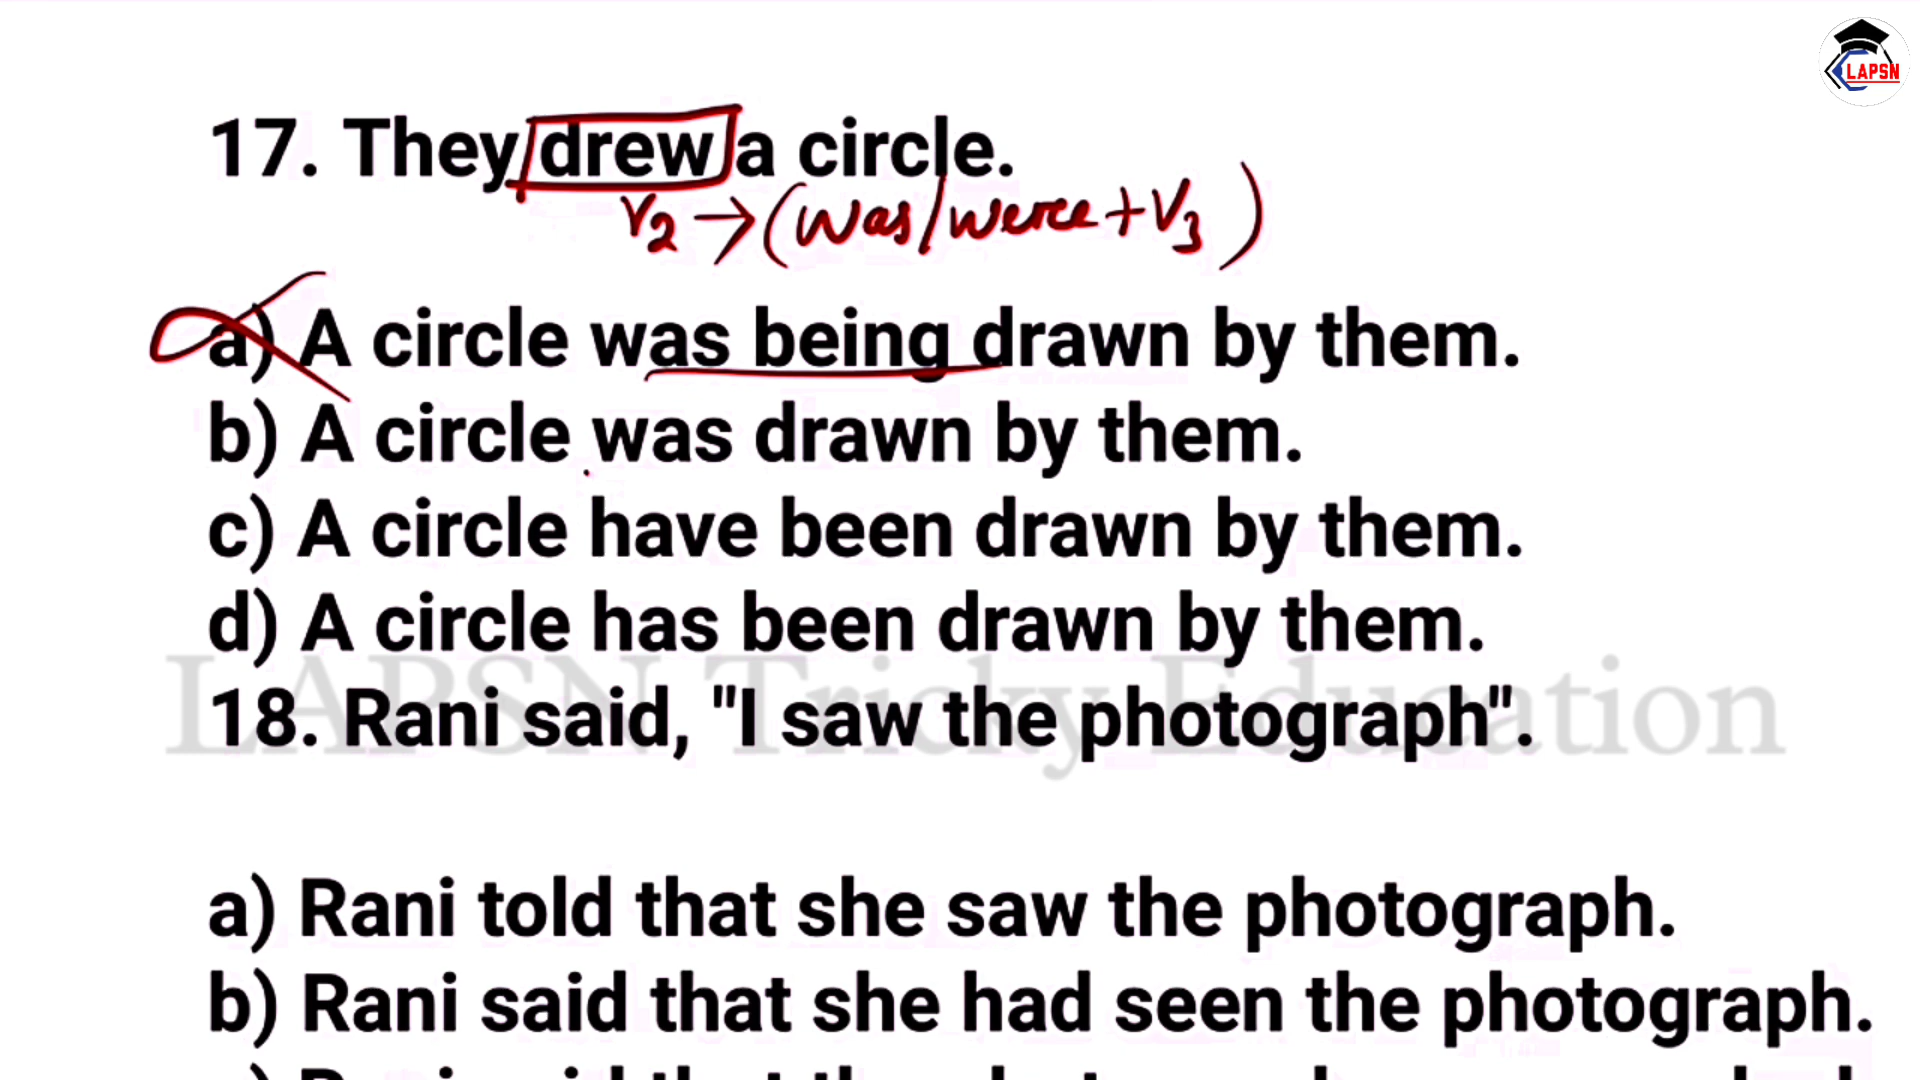 LAPSN
17. They drew a circle.
V2 → (was/were + V3)
a) A circle was being drawn by them.
b) A circle was drawn by them.
c) A circle have been drawn by them.
d) A circle has been drawn by them.
LAPSN Tricky Education
18. Rani said, "I saw the photograph".
a) Rani told that she saw the photograph.
b) Rani said that she had seen the photograph.